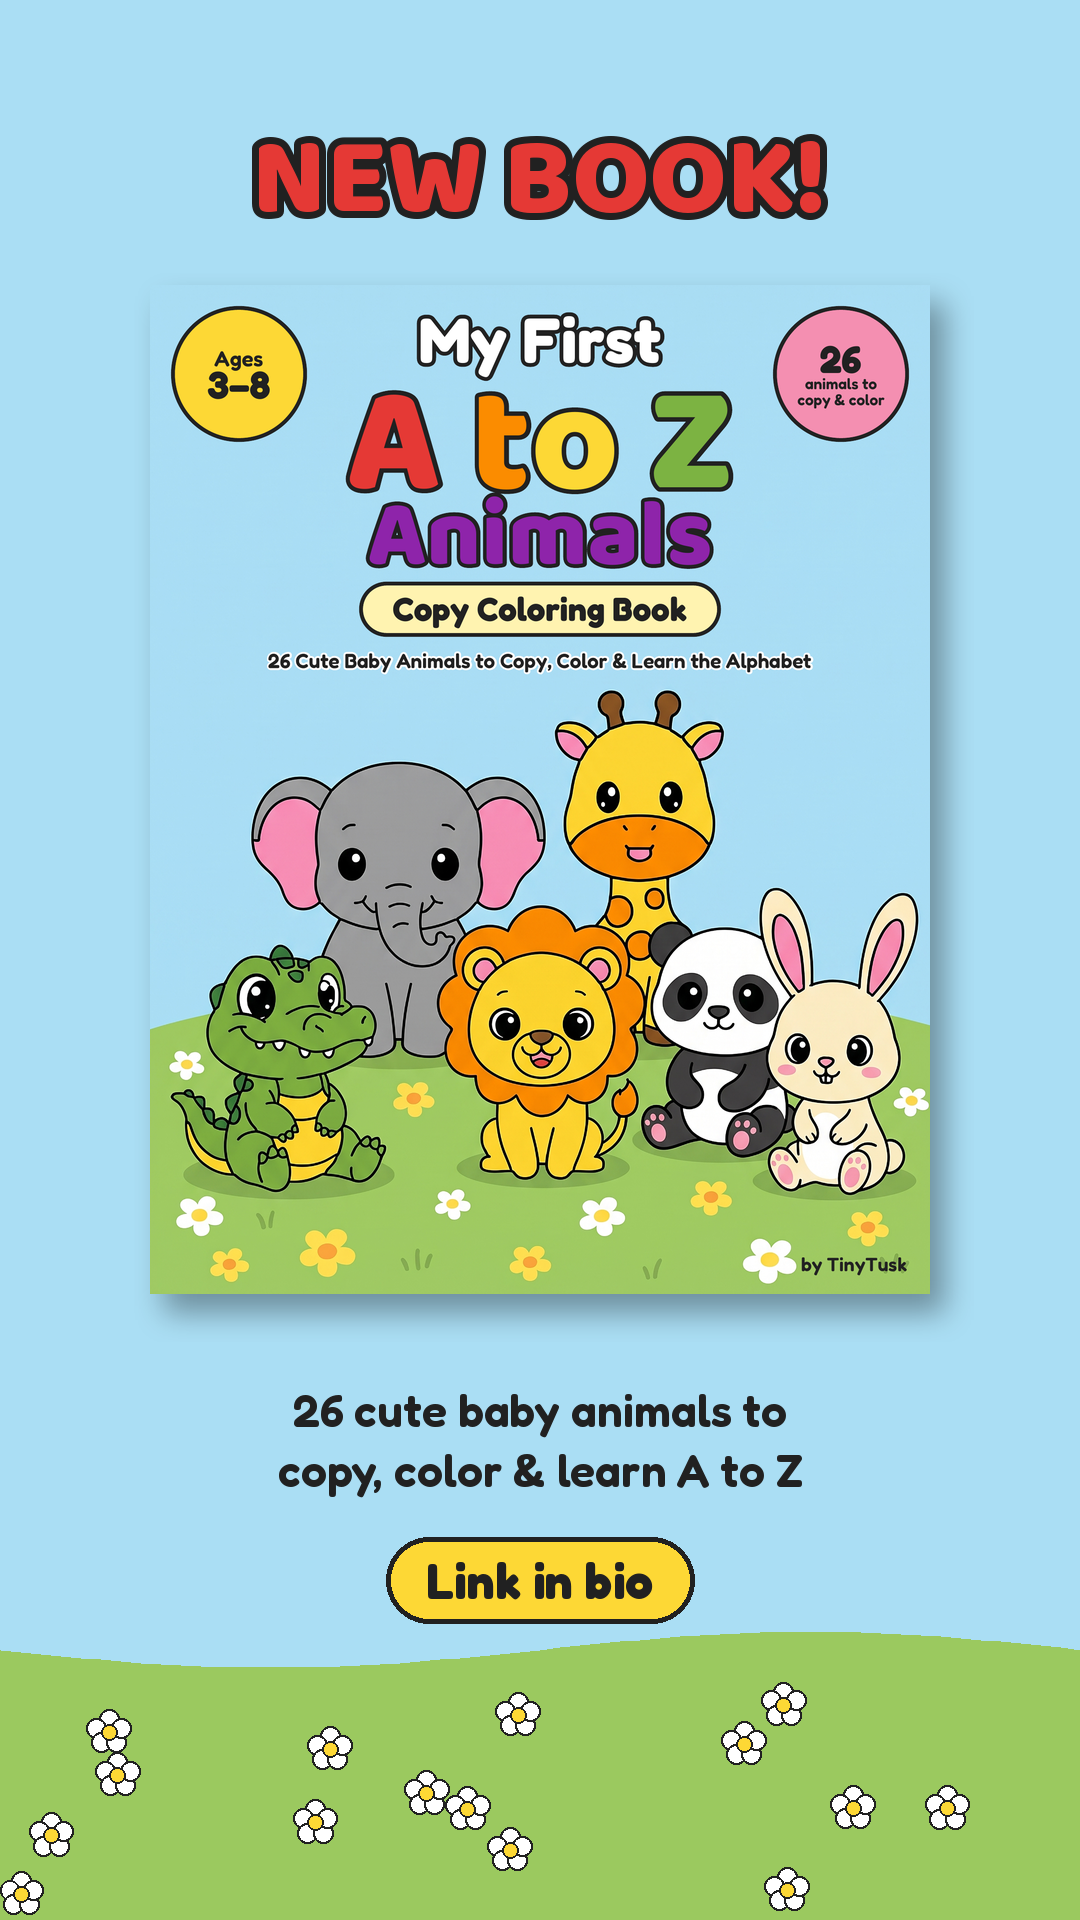 NEW BOOK!
Ages
3–8
My First
26
animals to
copy & color
A to Z
Animals
Copy Coloring Book
26 Cute Baby Animals to Copy, Color & Learn the Alphabet
by TinyTusk
26 cute baby animals to
copy, color & learn A to Z
Link in bio